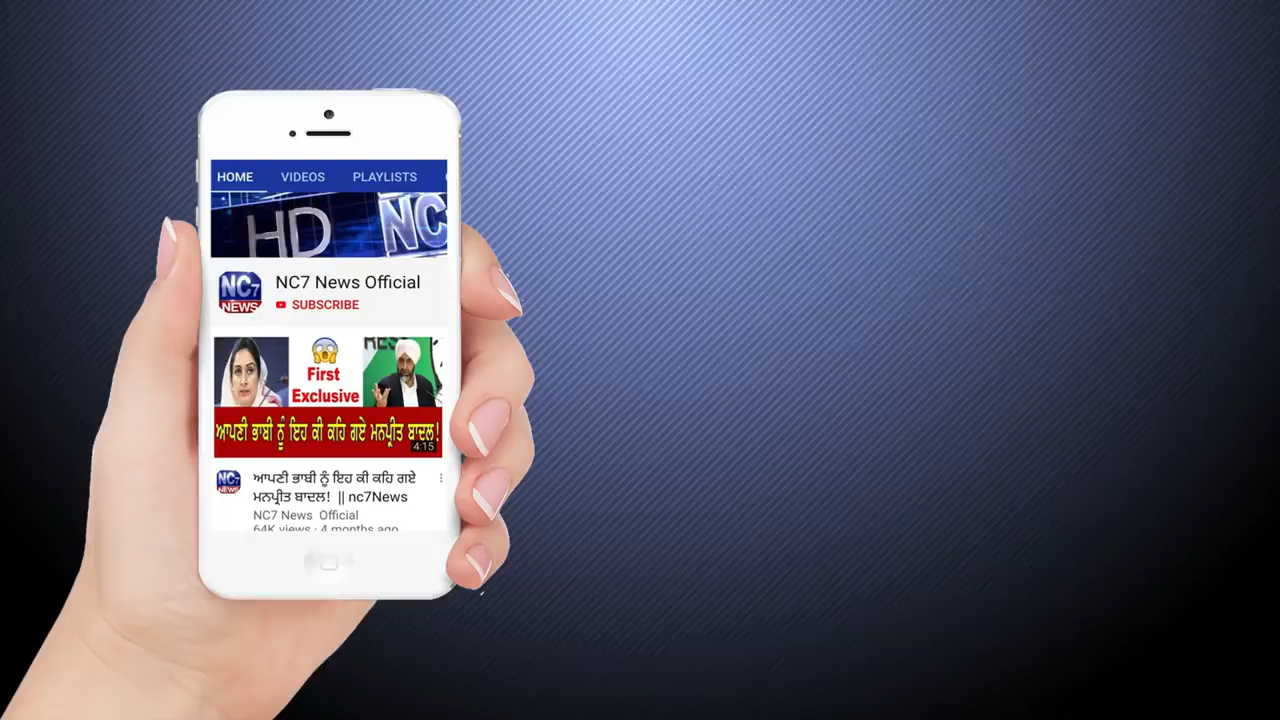 HOME VIDEOS PLAYLISTS
HD NC
NC7 NEWS
NC7 News Official
SUBSCRIBE
First
Exclusive
ਆਪਣੀ ਭਾਬੀ ਨੂੰ ਇਹ ਕੀ ਕਹਿ ਗਏ ਮਨਪ੍ਰੀਤ ਬਾਦਲ!
4:15
NC7 NEWS
ਆਪਣੀ ਭਾਬੀ ਨੂੰ ਇਹ ਕੀ ਕਹਿ ਗਏ
ਮਨਪ੍ਰੀਤ ਬਾਦਲ! || nc7News
NC7 News Official
64K views · 4 months ago